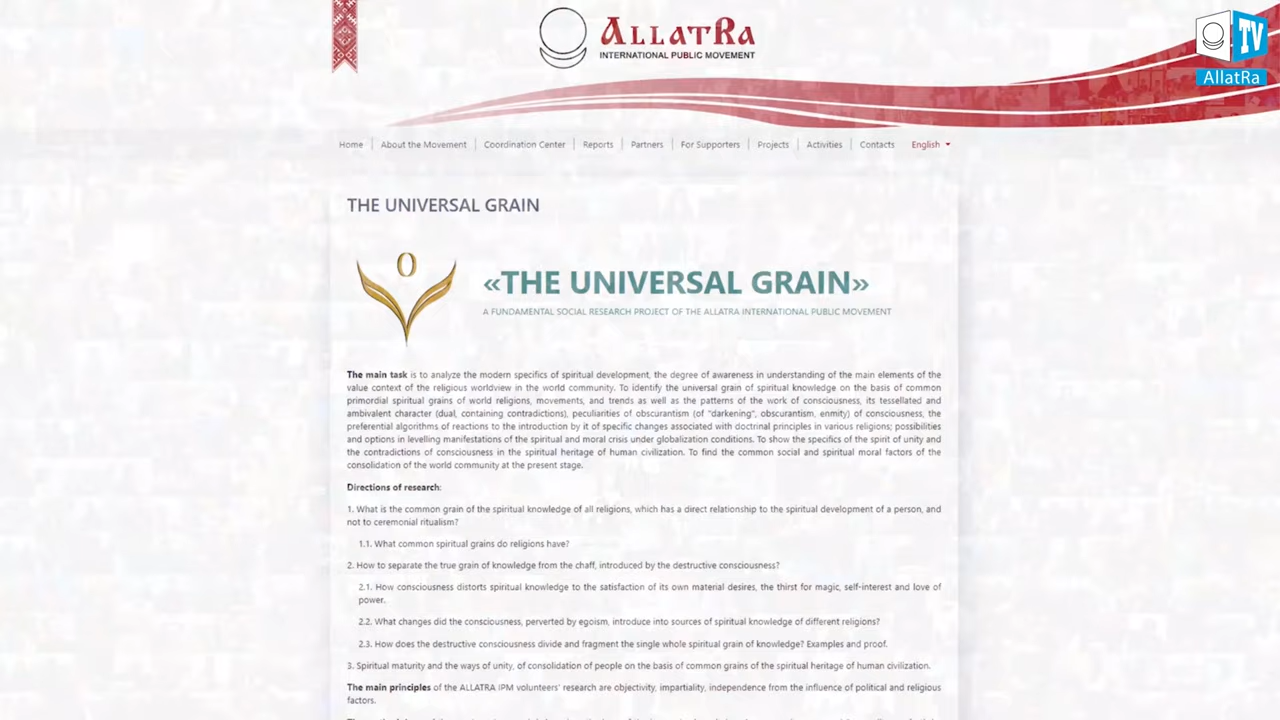 ALLATRA
INTERNATIONAL PUBLIC MOVEMENT
TV
AllatRa
Home
About the Movement
Coordination Center
Reports
Partners
For Supporters
Projects
Activities
Contacts
English
THE UNIVERSAL GRAIN
«THE UNIVERSAL GRAIN»
A FUNDAMENTAL SOCIAL RESEARCH PROJECT OF THE ALLATRA INTERNATIONAL PUBLIC MOVEMENT
The main task is to analyze the modern specifics of spiritual development, the degree of awareness in understanding of the main elements of the
value context of the religious worldview in the world community. To identify the universal grain of spiritual knowledge on the basis of common
primordial spiritual grains of world religions, movements, and trends as well as the patterns of the work of consciousness, its tessellated and
ambivalent character (dual, containing contradictions), peculiarities of obscurantism (of "darkening", obscurantism, enmity) of consciousness, the
preferential algorithms of reactions to the introduction by it of specific changes associated with doctrinal principles in various religions; possibilities
and options in levelling manifestations of the spiritual and moral crisis under globalization conditions. To show the specifics of the spirit of unity and
the contradictions of consciousness in the spiritual heritage of human civilization. To find the common social and spiritual moral factors of the
consolidation of the world community at the present stage.
Directions of research:
1. What is the common grain of the spiritual knowledge of all religions, which has a direct relationship to the spiritual development of a person, and
not to ceremonial ritualism?
1.1. What common spiritual grains do religions have?
2. How to separate the true grain of knowledge from the chaff, introduced by the destructive consciousness?
2.1. How consciousness distorts spiritual knowledge to the satisfaction of its own material desires, the thirst for magic, self-interest and love of
power.
2.2. What changes did the consciousness, perverted by egoism, introduce into sources of spiritual knowledge of different religions?
2.3. How does the destructive consciousness divide and fragment the single whole spiritual grain of knowledge? Examples and proof.
3. Spiritual maturity and the ways of unity, of consolidation of people on the basis of common grains of the spiritual heritage of human civilization.
The main principles of the ALLATRA IPM volunteers' research are objectivity, impartiality, independence from the influence of political and religious
factors.